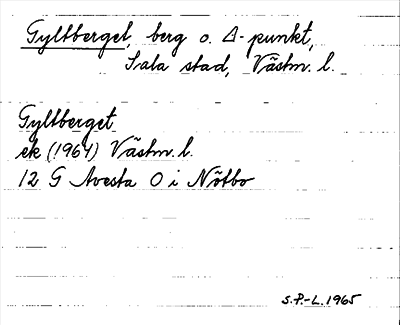 Gyltberget, berg o. Δ-punkt,
Sala stad, Västm. l.
Gyltberget
ek (1964) Västm. l.
12 G Avesta O i Nötbo
S.P.-L. 1965